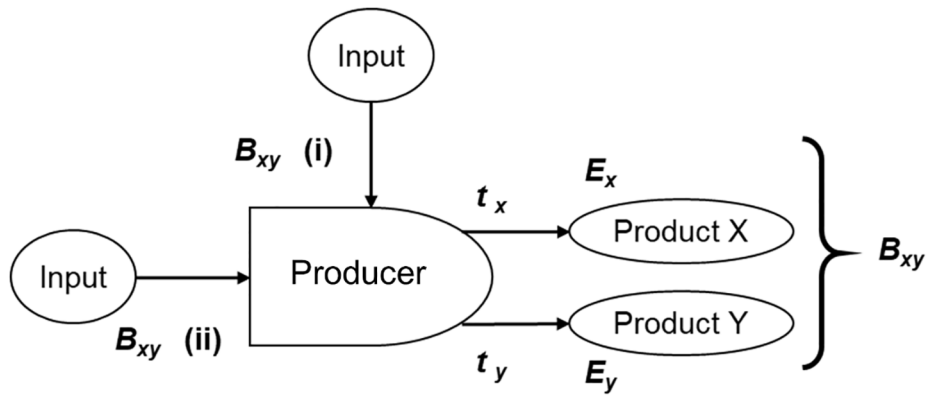 Input
Bxy (i)
Ex
tx
Product X
Input
Producer
Bxy
Product Y
Bxy (ii)
ty
Ey